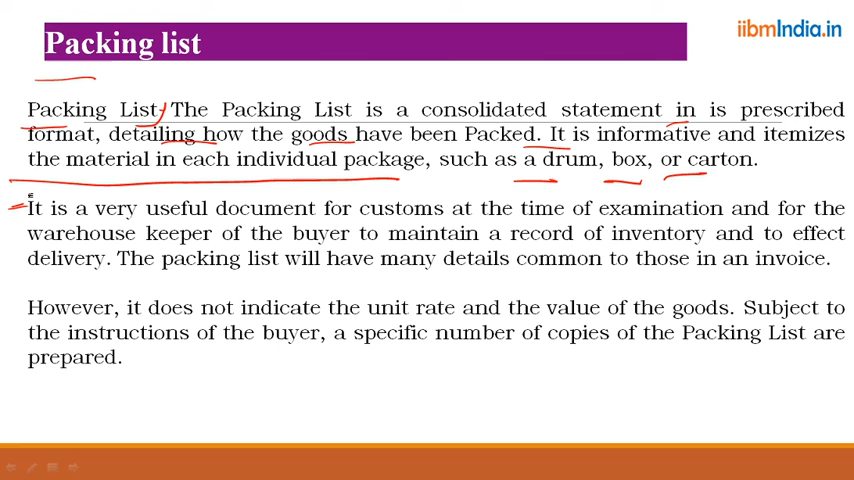 Packing list
iibmIndia.in
Packing List The Packing List is a consolidated statement in is prescribed
format, detailing how the goods have been Packed. It is informative and itemizes
the material in each individual package, such as a drum, box, or carton.
It is a very useful document for customs at the time of examination and for the
warehouse keeper of the buyer to maintain a record of inventory and to effect
delivery. The packing list will have many details common to those in an invoice.
However, it does not indicate the unit rate and the value of the goods. Subject to
the instructions of the buyer, a specific number of copies of the Packing List are
prepared.